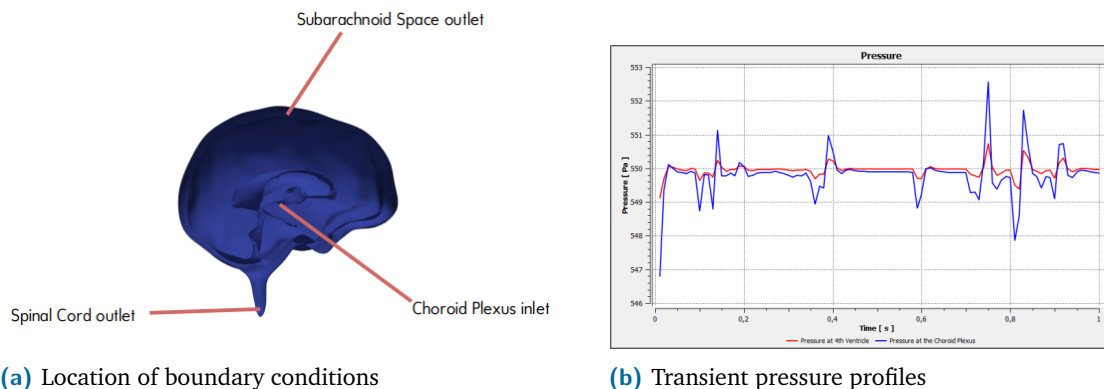 Subarachnoid Space outlet
Choroid Plexus inlet
Spinal Cord outlet
(a) Location of boundary conditions
Pressure
553
552
551
550
549
548
547
546
Pressure [ Pa ]
0
0,2
0,4
0,6
0,8
1
Time [ s ]
Pressure at 4th Ventricle
Pressure at the Choroid Plexus
(b) Transient pressure profiles